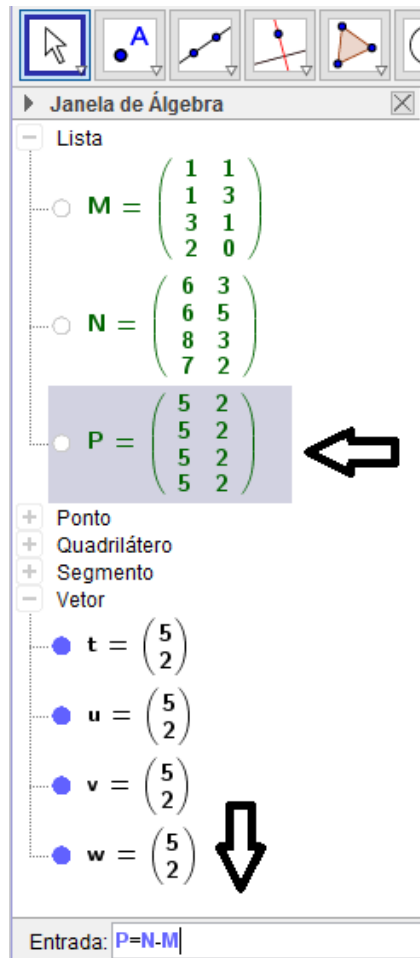 A
Janela de Álgebra
Lista
M = ( 1 1
1 3
3 1
2 0 )
N = ( 6 3
6 5
8 3
7 2 )
P = ( 5 2
5 2
5 2
5 2 )
Ponto
Quadrilátero
Segmento
Vetor
t = ( 5
2 )
u = ( 5
2 )
v = ( 5
2 )
w = ( 5
2 )
Entrada: P=N-M